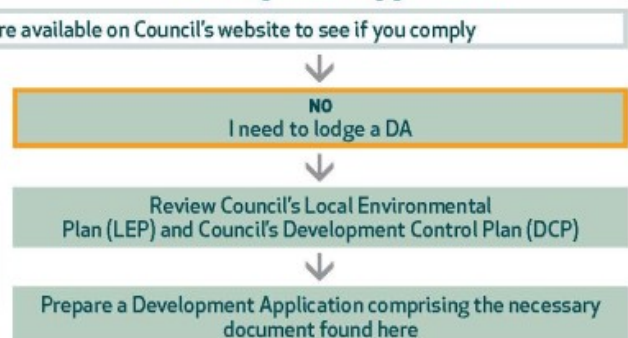 re available on Council's website to see if you comply
NO
I need to lodge a DA
Review Council's Local Environmental
Plan (LEP) and Council's Development Control Plan (DCP)
Prepare a Development Application comprising the necessary
document found here